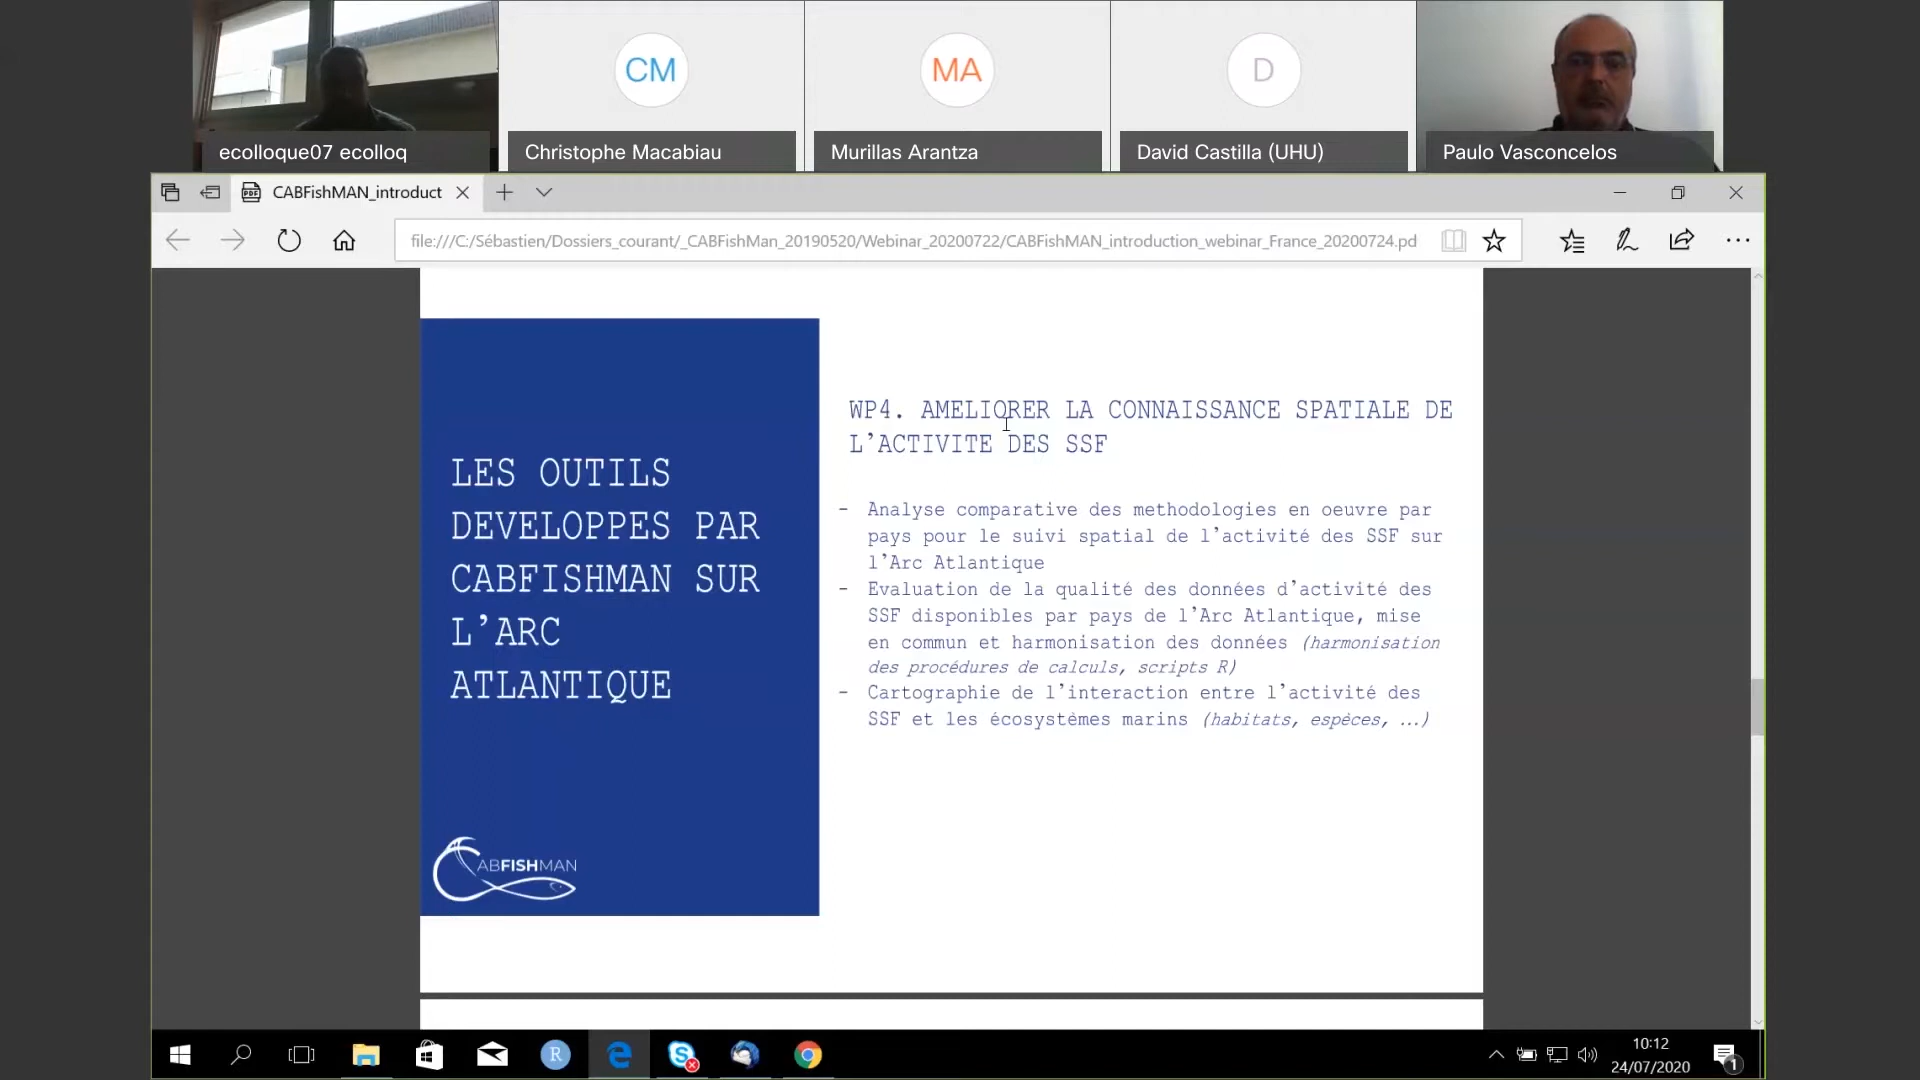 CM
MA
D
ecolloque07 ecolloq
Christophe Macabiau
Murillas Arantza
David Castilla (UHU)
Paulo Vasconcelos
CABFishMAN_introduct
file:///C:/Sébastien/Dossiers_courant/_CABFishMan_20190520/Webinar_20200722/CABFishMAN_introduction_webinar_France_20200724.pd
LES OUTILS
DEVELOPPES PAR
CABFISHMAN SUR
L’ARC
ATLANTIQUE
CABFISHMAN
WP4. AMELIORER LA CONNAISSANCE SPATIALE DE
L’ACTIVITE DES SSF
- Analyse comparative des methodologies en oeuvre par
pays pour le suivi spatial de l’activité des SSF sur
l’Arc Atlantique
- Evaluation de la qualité des données d’activité des
SSF disponibles par pays de l’Arc Atlantique, mise
en commun et harmonisation des données (harmonisation
des procédures de calculs, scripts R)
- Cartographie de l’interaction entre l’activité des
SSF et les écosystèmes marins (habitats, espèces, …)
10:12
24/07/2020
1